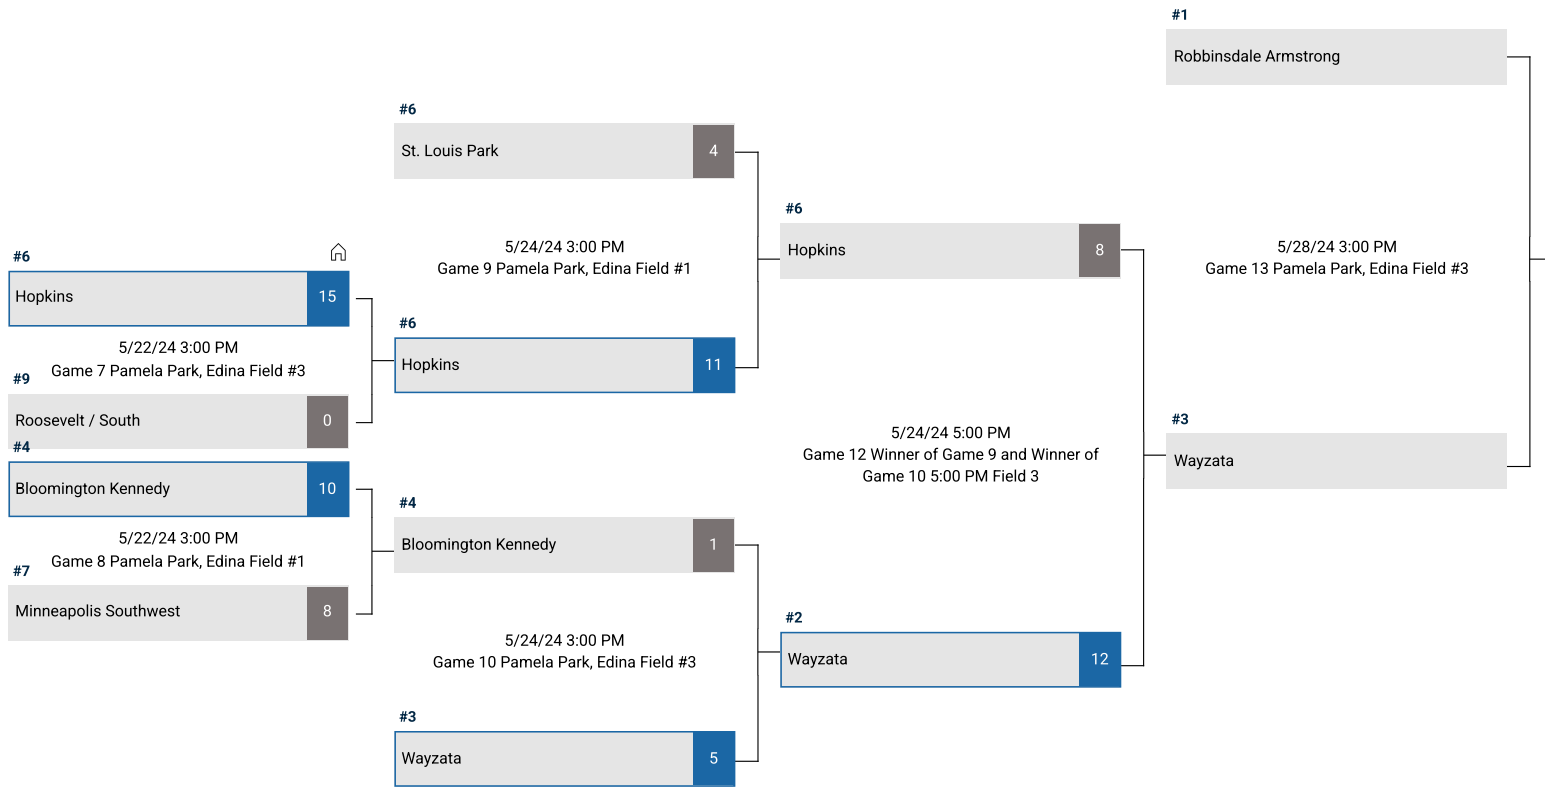 #1
Robbinsdale Armstrong
#6
St. Louis Park
4
#6
Hopkins
8
5/24/24 3:00 PM
Game 9 Pamela Park, Edina Field #1
5/28/24 3:00 PM
Game 13 Pamela Park, Edina Field #3
#6
Hopkins
15
5/22/24 3:00 PM
Game 7 Pamela Park, Edina Field #3
#9
Roosevelt / South
0
#6
Hopkins
11
#4
Bloomington Kennedy
10
5/22/24 3:00 PM
Game 8 Pamela Park, Edina Field #1
#7
Minneapolis Southwest
8
5/24/24 5:00 PM
Game 12 Winner of Game 9 and Winner of
Game 10 5:00 PM Field 3
#3
Wayzata
#4
Bloomington Kennedy
1
5/24/24 3:00 PM
Game 10 Pamela Park, Edina Field #3
#2
Wayzata
12
#3
Wayzata
5